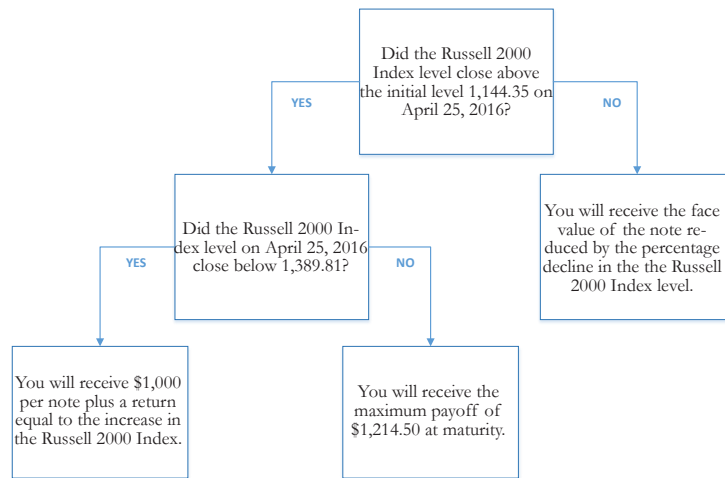 Did the Russell 2000
Index level close above
the initial level 1,144.35 on
April 25, 2016?
YES
NO
Did the Russell 2000 In-
dex level on April 25, 2016
close below 1,389.81?
You will receive the face
value of the note re-
duced by the percentage
decline in the the Russell
2000 Index level.
YES
NO
You will receive $1,000
per note plus a return
equal to the increase in
the Russell 2000 Index.
You will receive the
maximum payoff of
$1,214.50 at maturity.